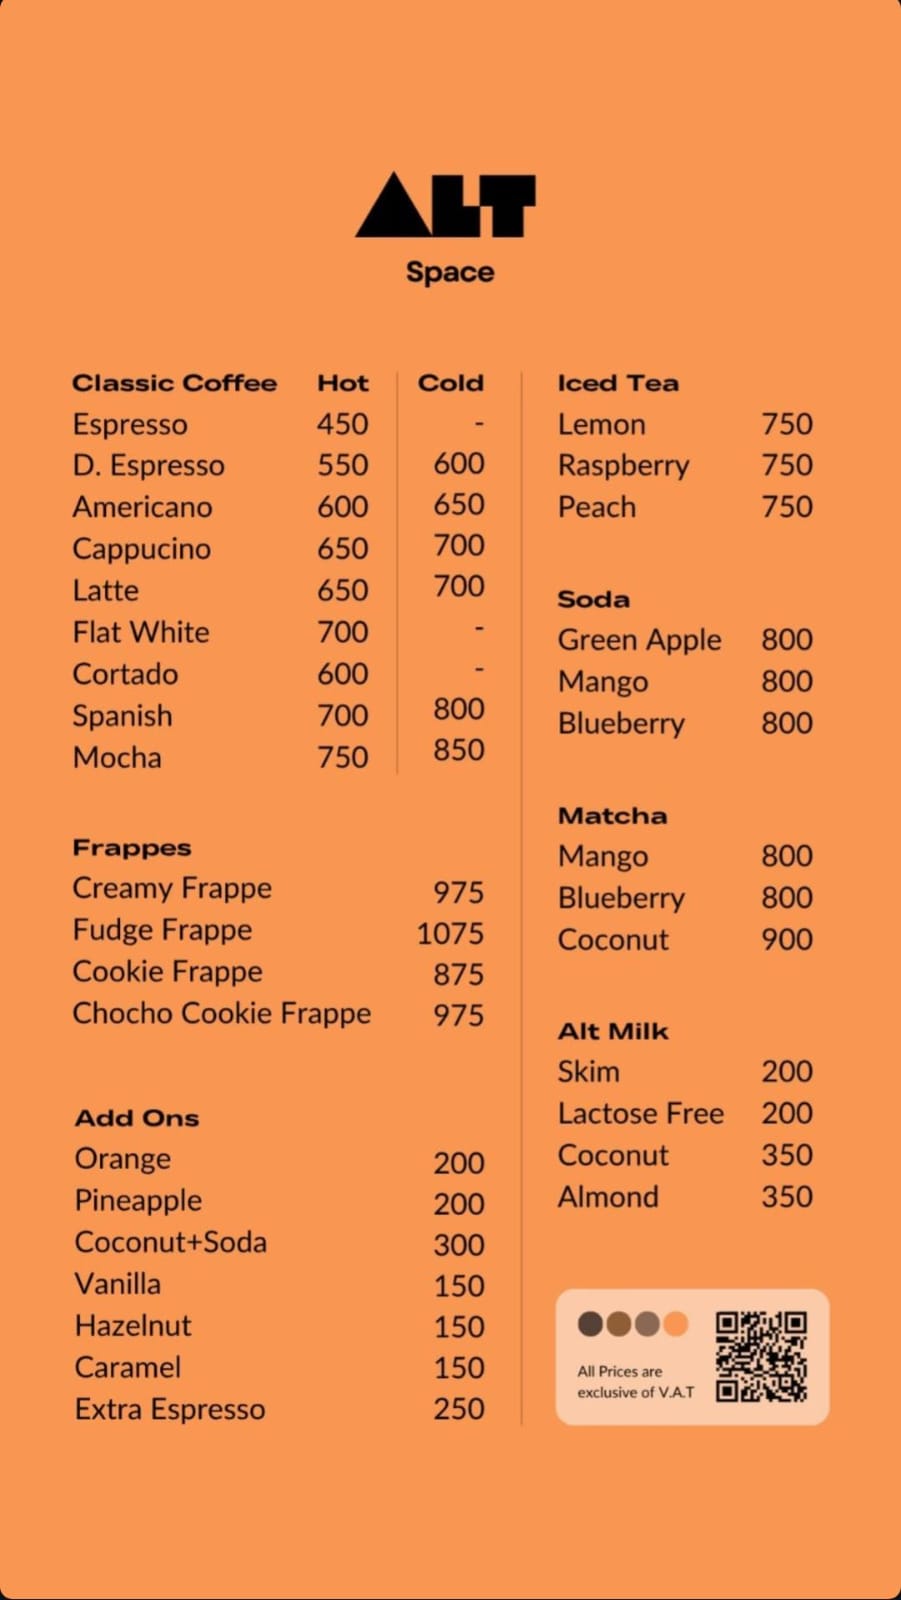 ALT
Space
Classic Coffee Hot Cold
Espresso 450 -
D. Espresso 550 600
Americano 600 650
Cappucino 650 700
Latte 650 700
Flat White 700 -
Cortado 600 -
Spanish 700 800
Mocha 750 850
Frappes
Creamy Frappe 975
Fudge Frappe 1075
Cookie Frappe 875
Chocho Cookie Frappe 975
Add Ons
Orange 200
Pineapple 200
Coconut+Soda 300
Vanilla 150
Hazelnut 150
Caramel 150
Extra Espresso 250
Iced Tea
Lemon 750
Raspberry 750
Peach 750
Soda
Green Apple 800
Mango 800
Blueberry 800
Matcha
Mango 800
Blueberry 800
Coconut 900
Alt Milk
Skim 200
Lactose Free 200
Coconut 350
Almond 350
All Prices are
exclusive of V.A.T